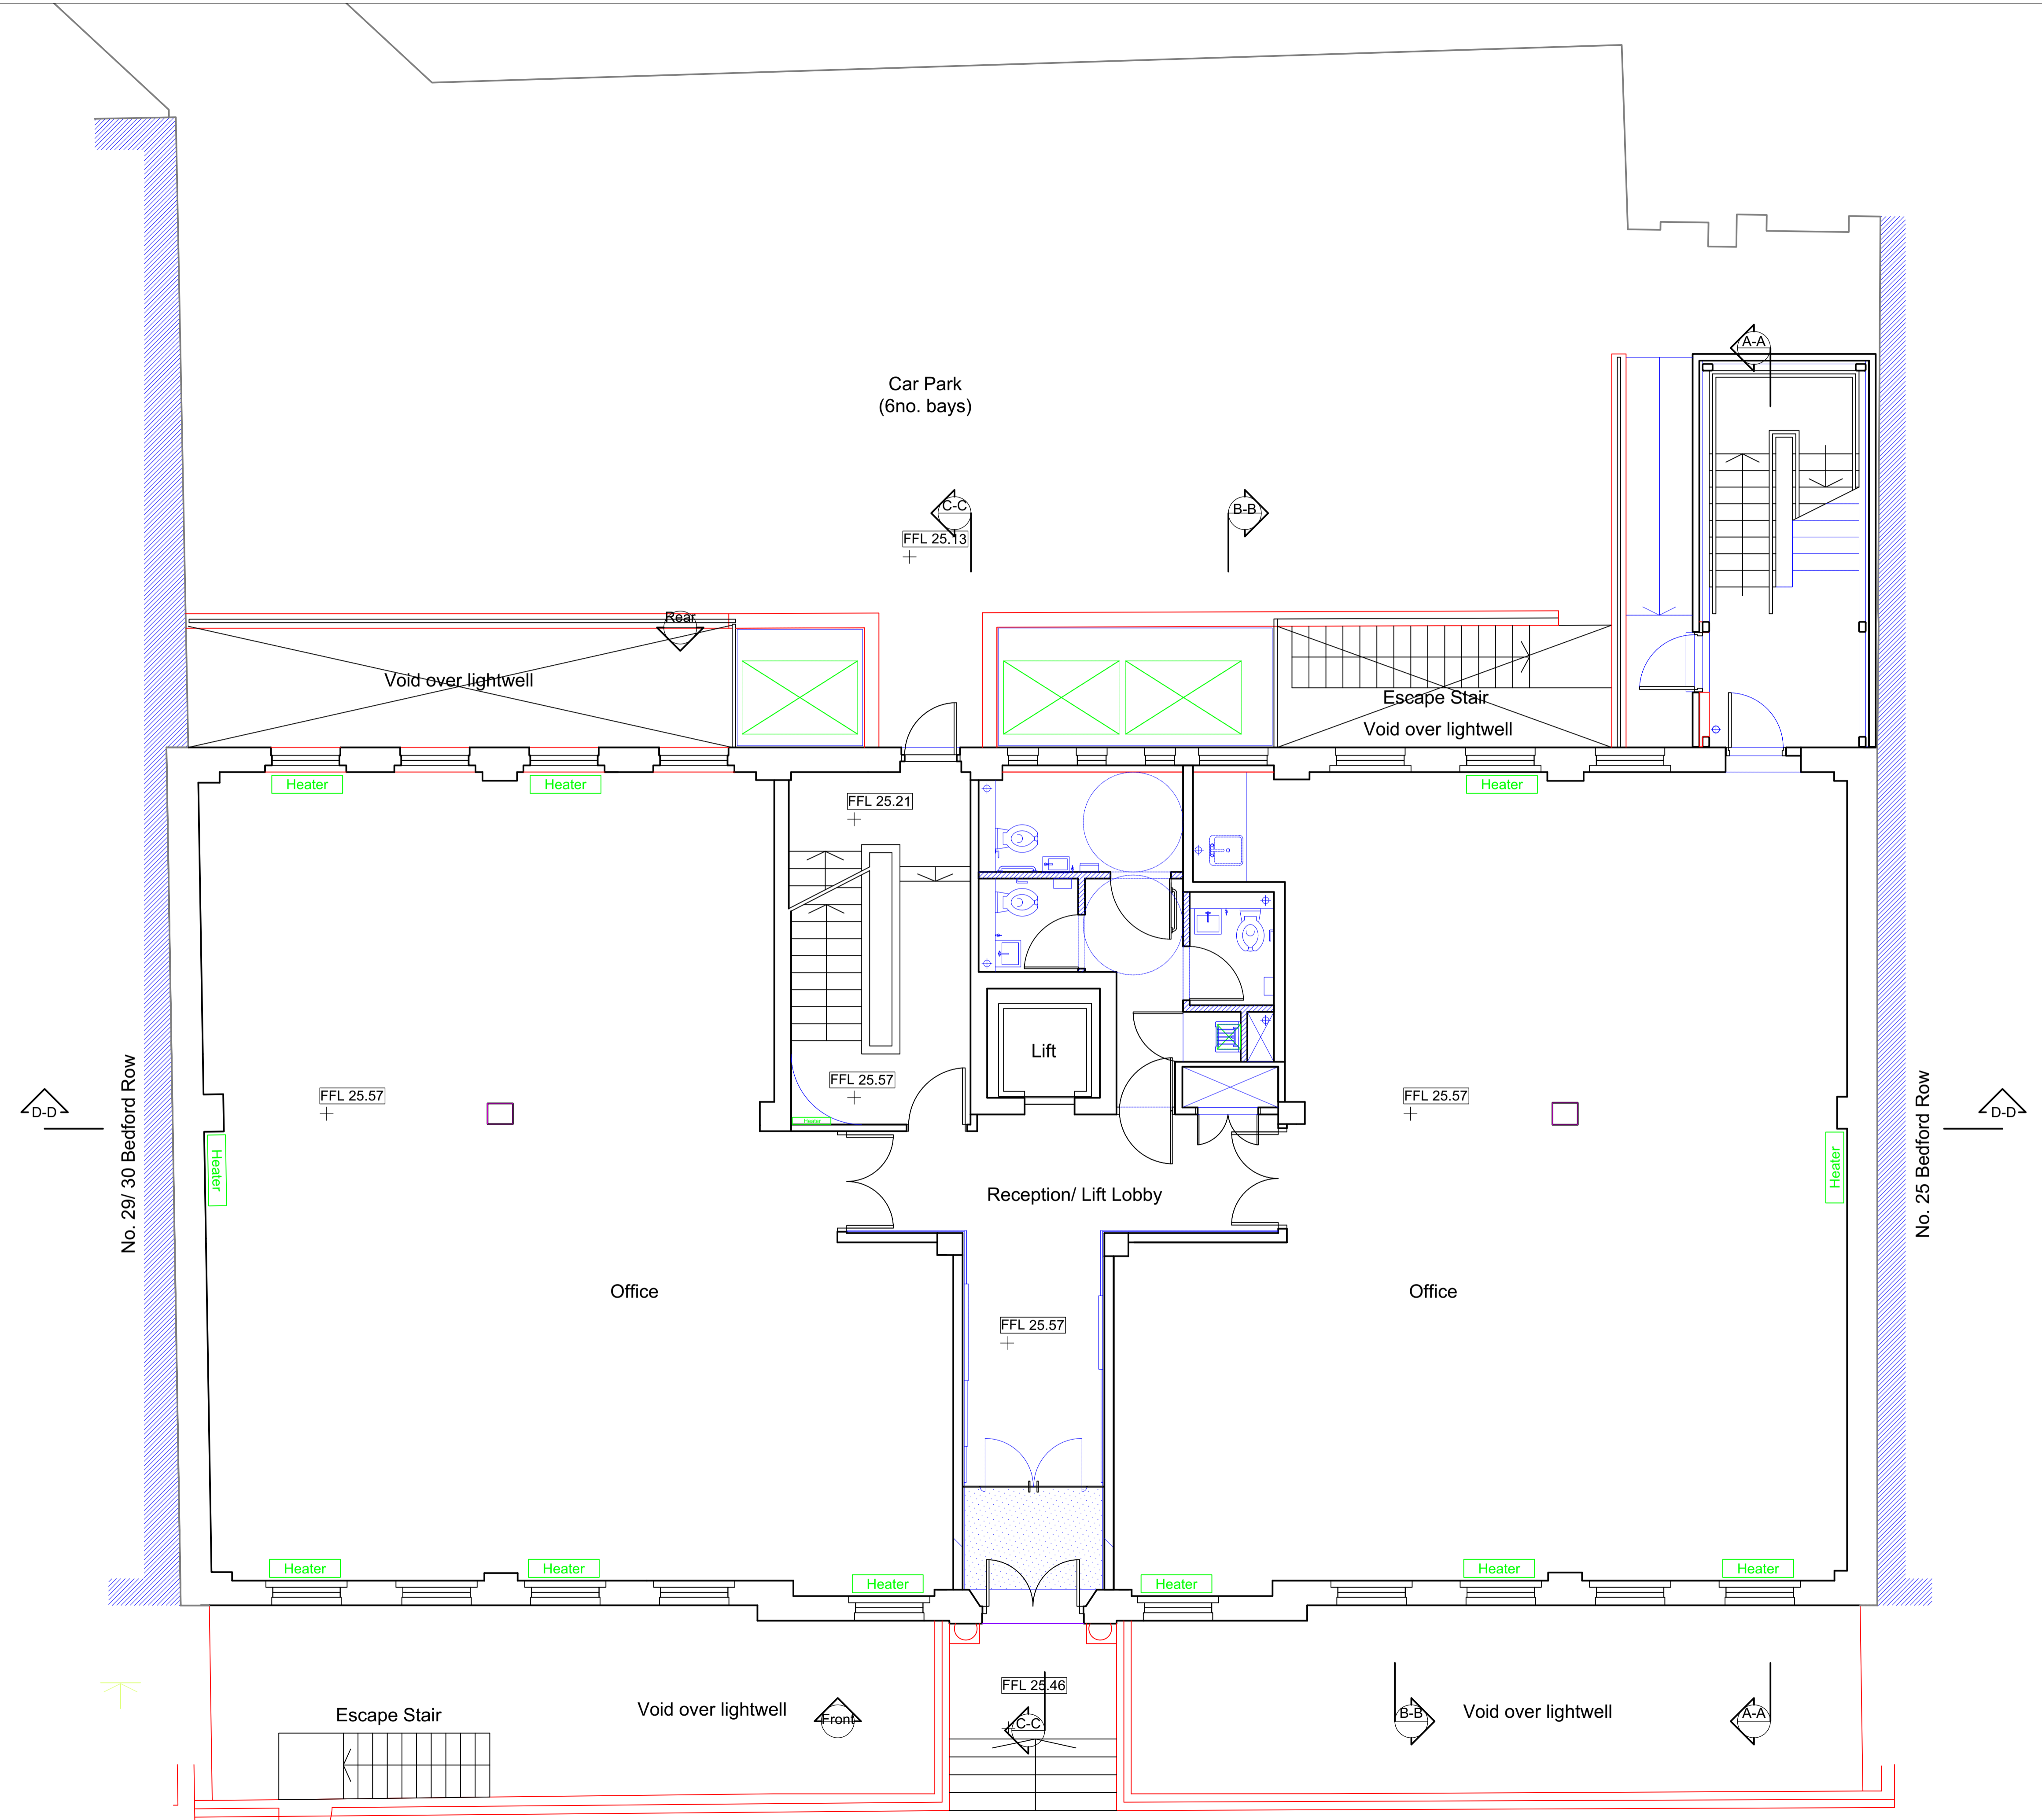 A-A
Car Park
(6no. bays)
C-C
B-B
FFL 25.13
Rear
Void over lightwell
Escape Stair
Void over lightwell
Heater
Heater
Heater
FFL 25.21
Lift
FFL 25.57
FFL 25.57
FFL 25.57
D-D
D-D
No. 29/ 30 Bedford Row
No. 25 Bedford Row
Heater
Heater
Heater
Reception/ Lift Lobby
Office
Office
FFL 25.57
Heater
Heater
Heater
Heater
Heater
Heater
FFL 25.46
Escape Stair
Void over lightwell
Front
C-C
B-B
Void over lightwell
A-A